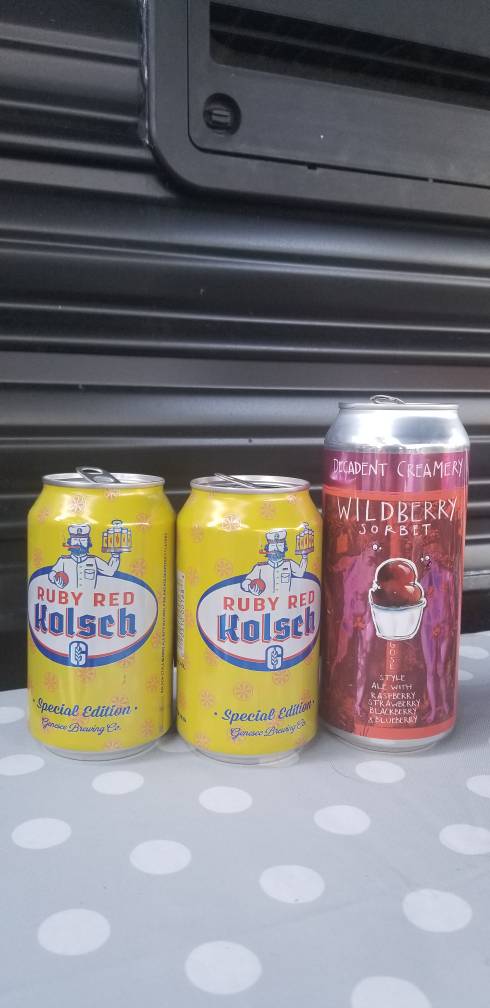 RUBY RED
Kolsch
G
Special Edition
Genesee Brewing Co.
RUBY RED
Kolsch
G
Special Edition
Genesee Brewing Co.
DECADENT CREAMERY
WILDBERRY
SORBET
GOSE
STYLE
ALE WITH
RASPBERRY
STRAWBERRY
BLACKBERRY
& BLUEBERRY